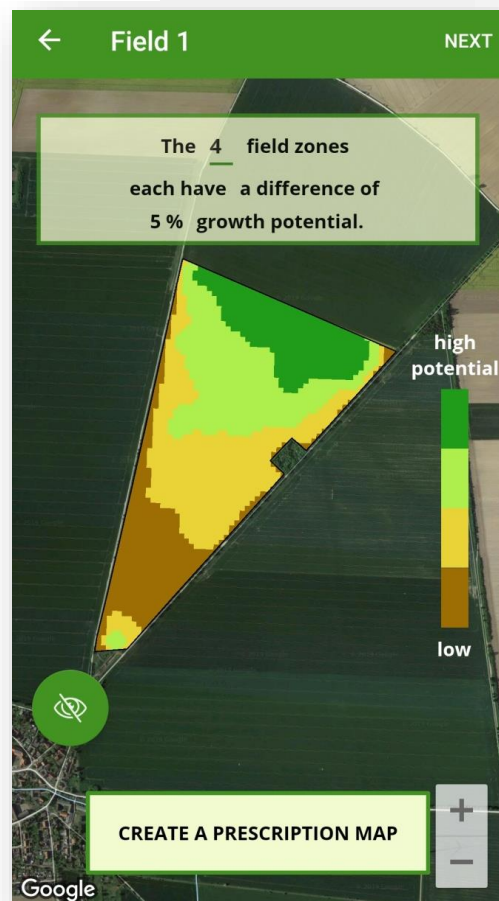 Field 1
NEXT
The 4 field zones
each have a difference of
5 % growth potential.
high
potential
low
CREATE A PRESCRIPTION MAP
+
−
Google